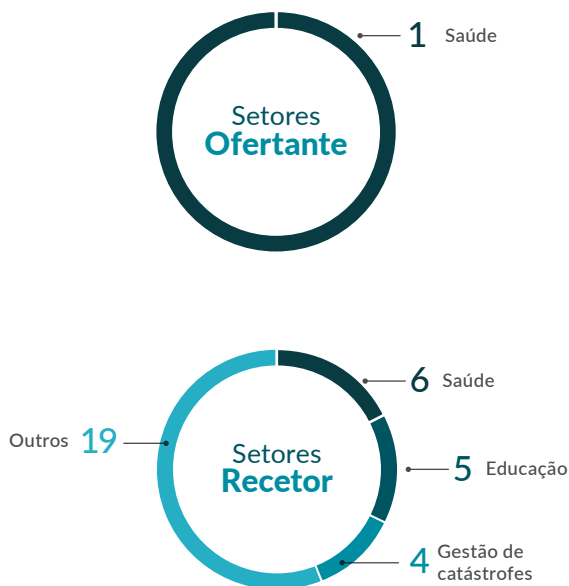 1 Saúde
Setores
Ofertante
6 Saúde
Outros 19
Setores
Recetor
5 Educação
4 Gestão de
catástrofes